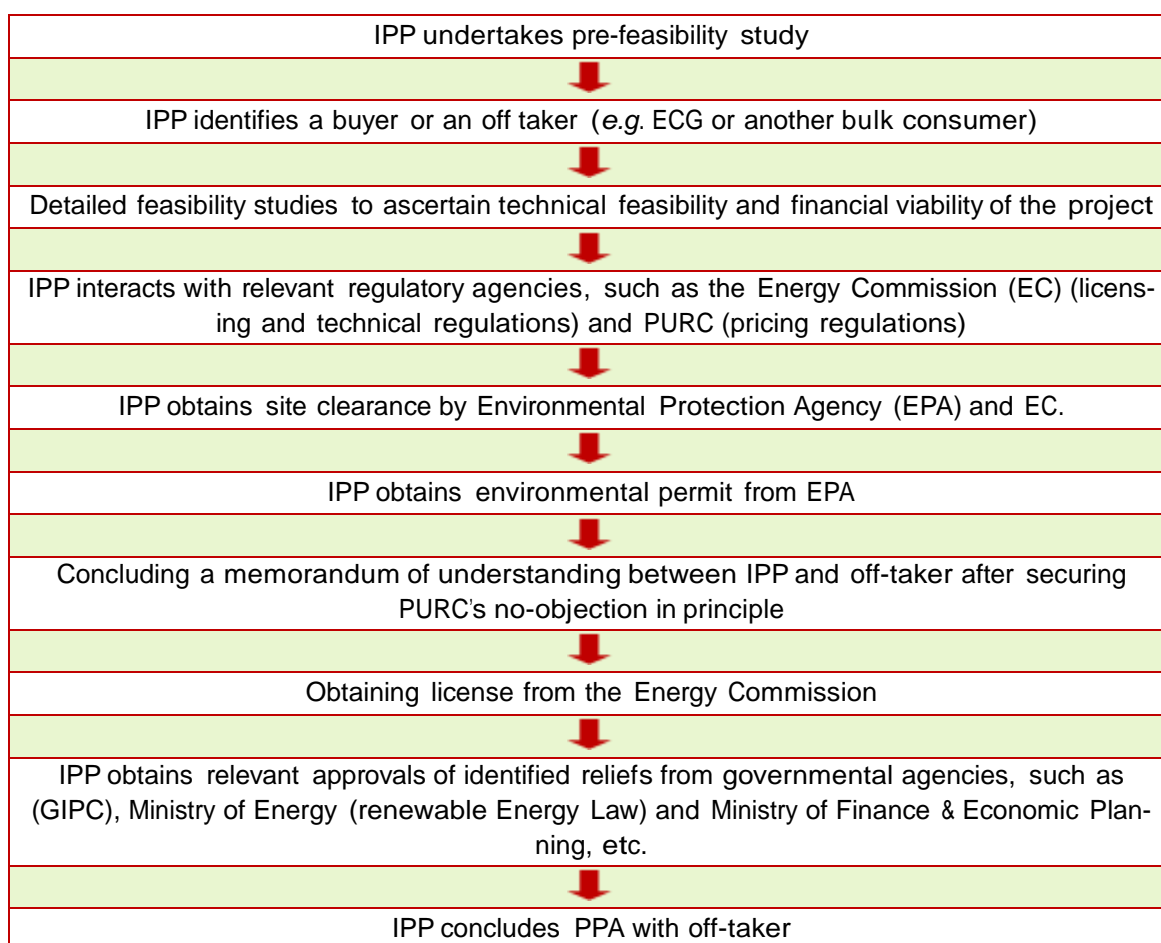 IPP undertakes pre-feasibility study
IPP identifies a buyer or an off taker (e.g. ECG or another bulk consumer)
Detailed feasibility studies to ascertain technical feasibility and financial viability of the project
IPP interacts with relevant regulatory agencies, such as the Energy Commission (EC) (licens-
ing and technical regulations) and PURC (pricing regulations)
IPP obtains site clearance by Environmental Protection Agency (EPA) and EC.
IPP obtains environmental permit from EPA
Concluding a memorandum of understanding between IPP and off-taker after securing
PURC's no-objection in principle
Obtaining license from the Energy Commission
IPP obtains relevant approvals of identified reliefs from governmental agencies, such as
(GIPC), Ministry of Energy (renewable Energy Law) and Ministry of Finance & Economic Plan-
ning, etc.
IPP concludes PPA with off-taker